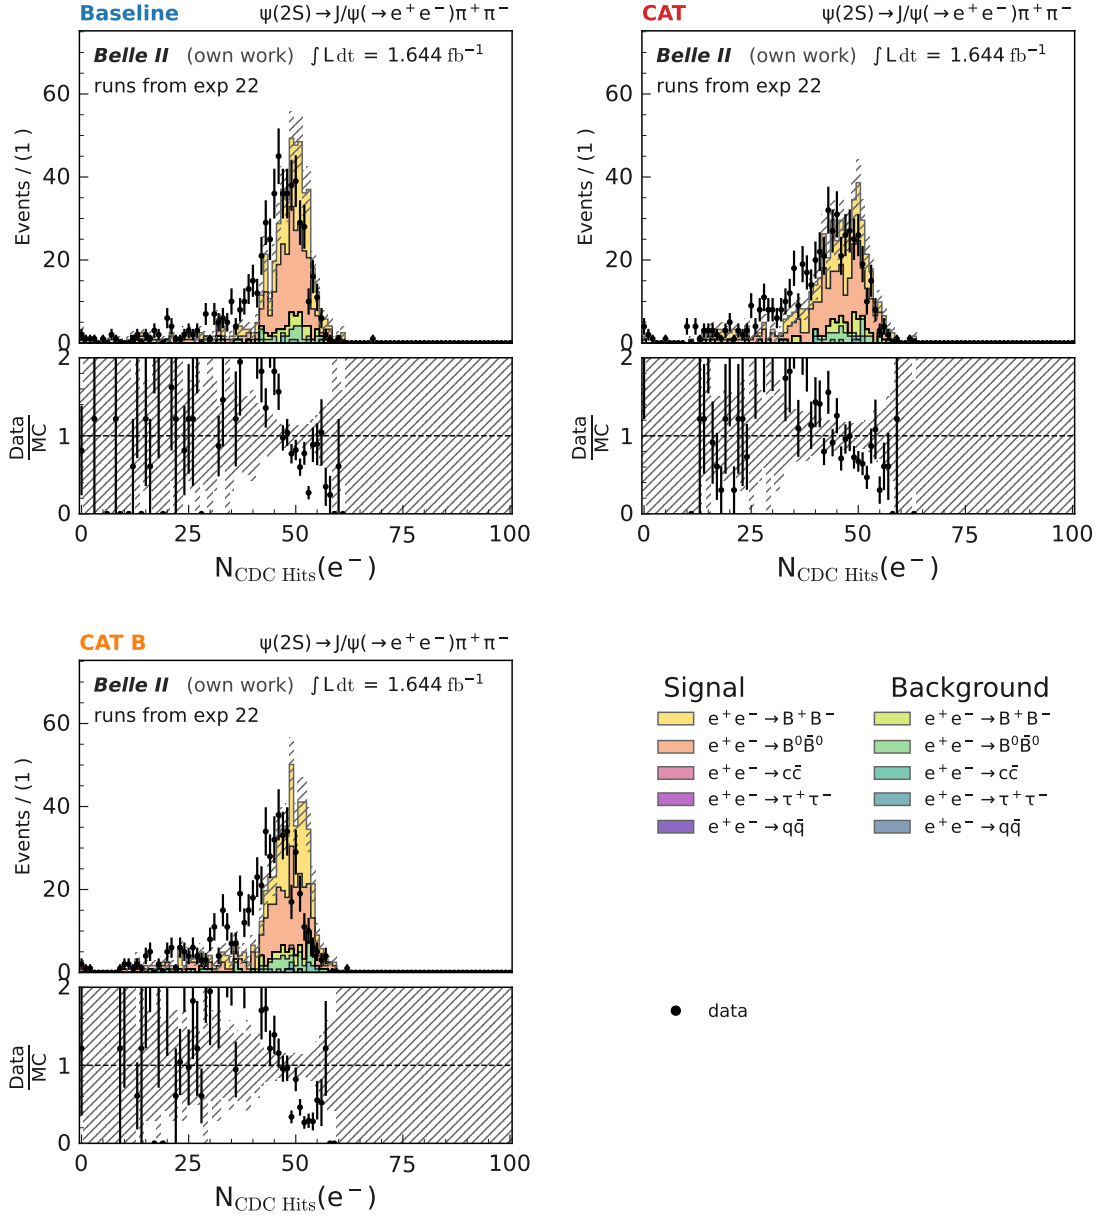 Baseline ψ(2S)→J/ψ(→e⁺e⁻)π⁺π⁻
Belle II (own work) ∫Ldt = 1.644 fb⁻¹
runs from exp 22
Events / (1 )
60
40
20
0
Data/MC
2
1
0
0 25 50 75 100
N_CDC Hits(e⁻)
CAT ψ(2S)→J/ψ(→e⁺e⁻)π⁺π⁻
Belle II (own work) ∫Ldt = 1.644 fb⁻¹
runs from exp 22
Events / (1 )
60
40
20
0
Data/MC
2
1
0
0 25 50 75 100
N_CDC Hits(e⁻)
CAT B ψ(2S)→J/ψ(→e⁺e⁻)π⁺π⁻
Belle II (own work) ∫Ldt = 1.644 fb⁻¹
runs from exp 22
Events / (1 )
60
40
20
0
Data/MC
2
1
0
0 25 50 75 100
N_CDC Hits(e⁻)
Signal
e⁺e⁻→B⁺B⁻
e⁺e⁻→B⁰B̄⁰
e⁺e⁻→cc̄
e⁺e⁻→τ⁺τ⁻
e⁺e⁻→qq̄
Background
e⁺e⁻→B⁺B⁻
e⁺e⁻→B⁰B̄⁰
e⁺e⁻→cc̄
e⁺e⁻→τ⁺τ⁻
e⁺e⁻→qq̄
data